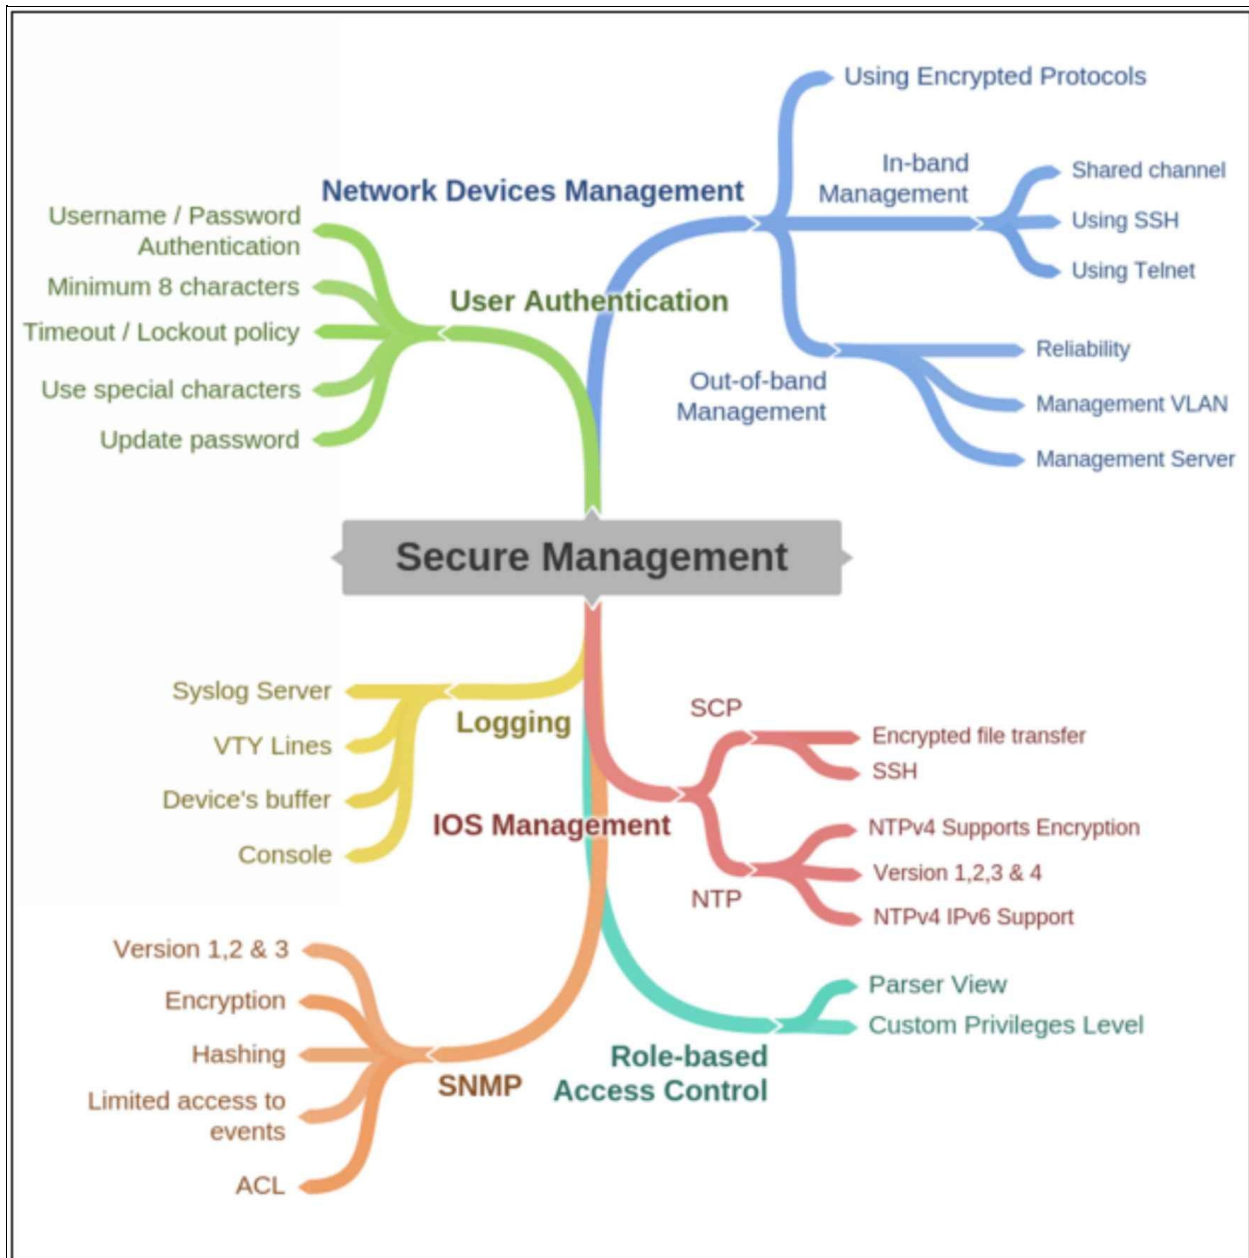 Using Encrypted Protocols
In-band
Management
Shared channel
Using SSH
Using Telnet
Network Devices Management
Out-of-band
Management
Reliability
Management VLAN
Management Server
User Authentication
Username / Password
Authentication
Minimum 8 characters
Timeout / Lockout policy
Use special characters
Update password
Secure Management
Logging
Syslog Server
VTY Lines
Device's buffer
Console
IOS Management
SCP
Encrypted file transfer
SSH
NTP
NTPv4 Supports Encryption
Version 1,2,3 & 4
NTPv4 IPv6 Support
SNMP
Version 1,2 & 3
Encryption
Hashing
Limited access to
events
ACL
Role-based
Access Control
Parser View
Custom Privileges Level